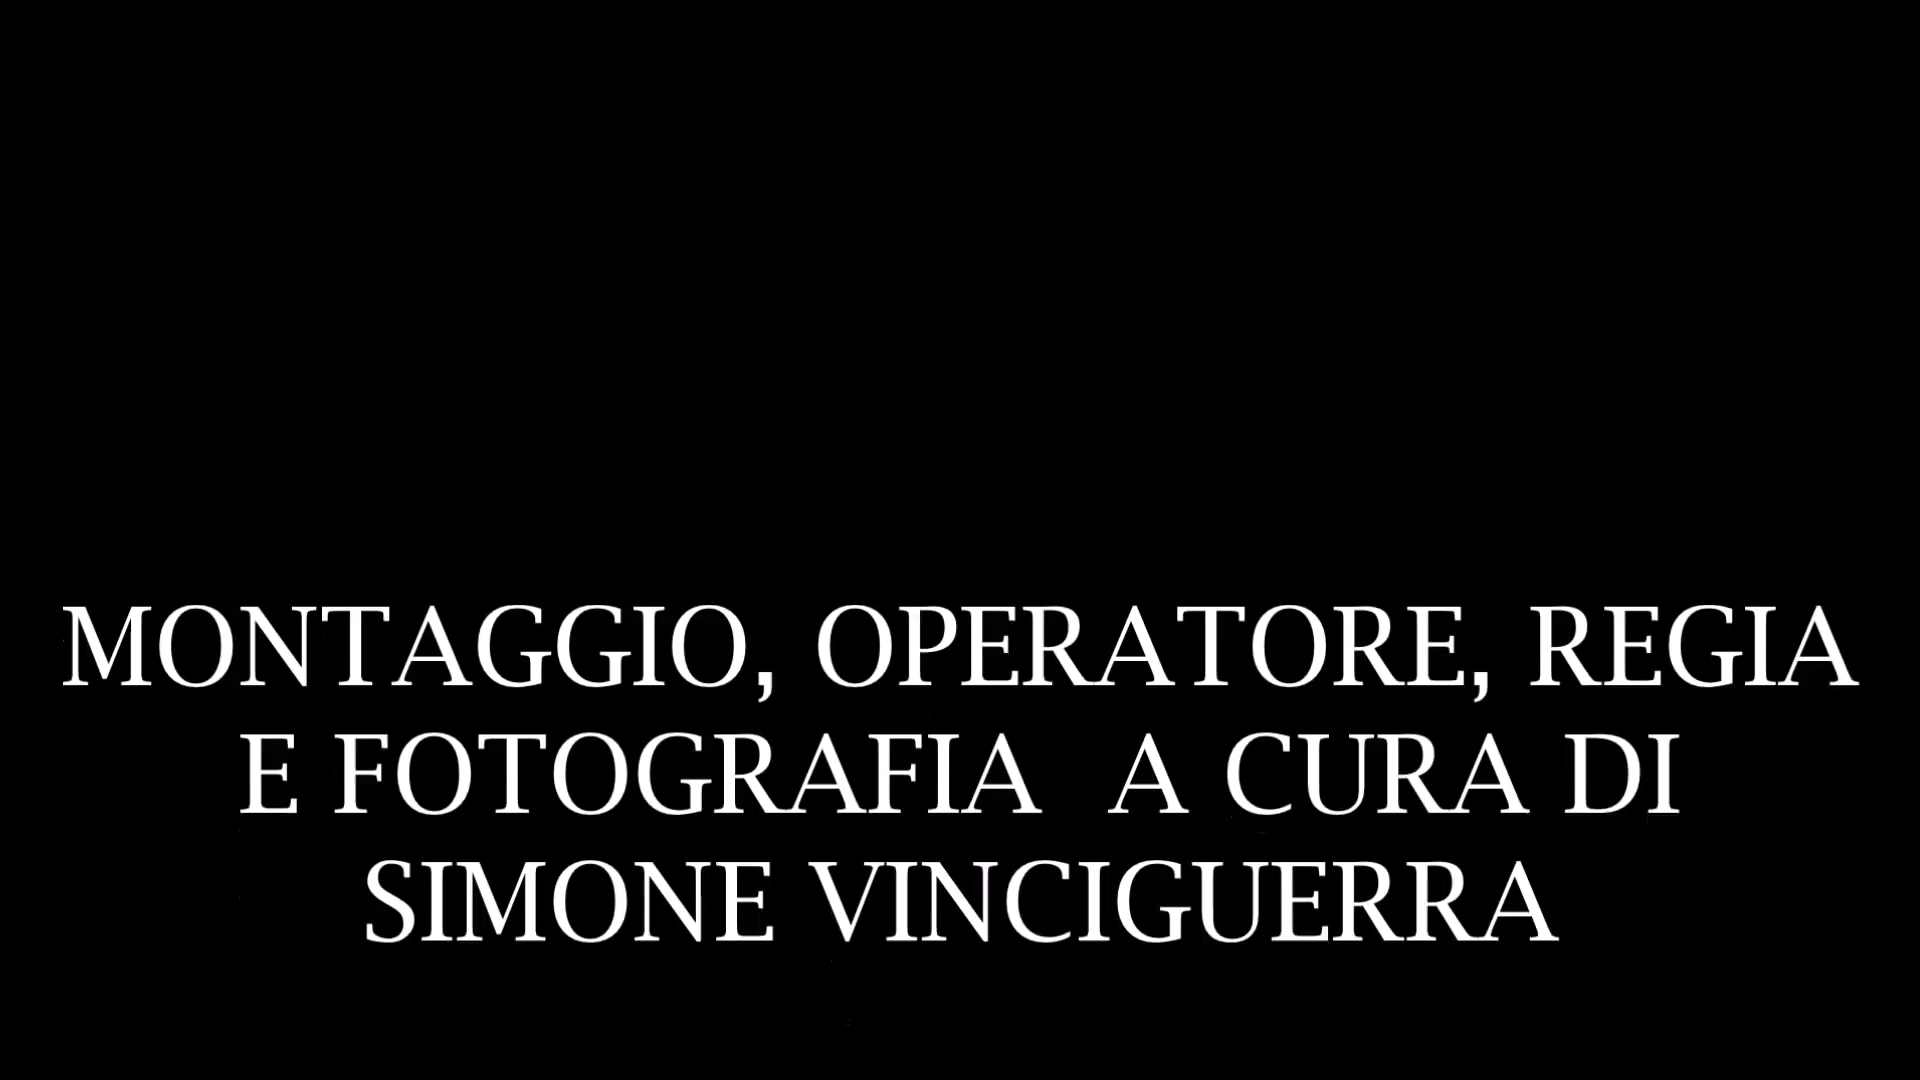 MONTAGGIO, OPERATORE, REGIA
E FOTOGRAFIA  A CURA DI
SIMONE VINCIGUERRA